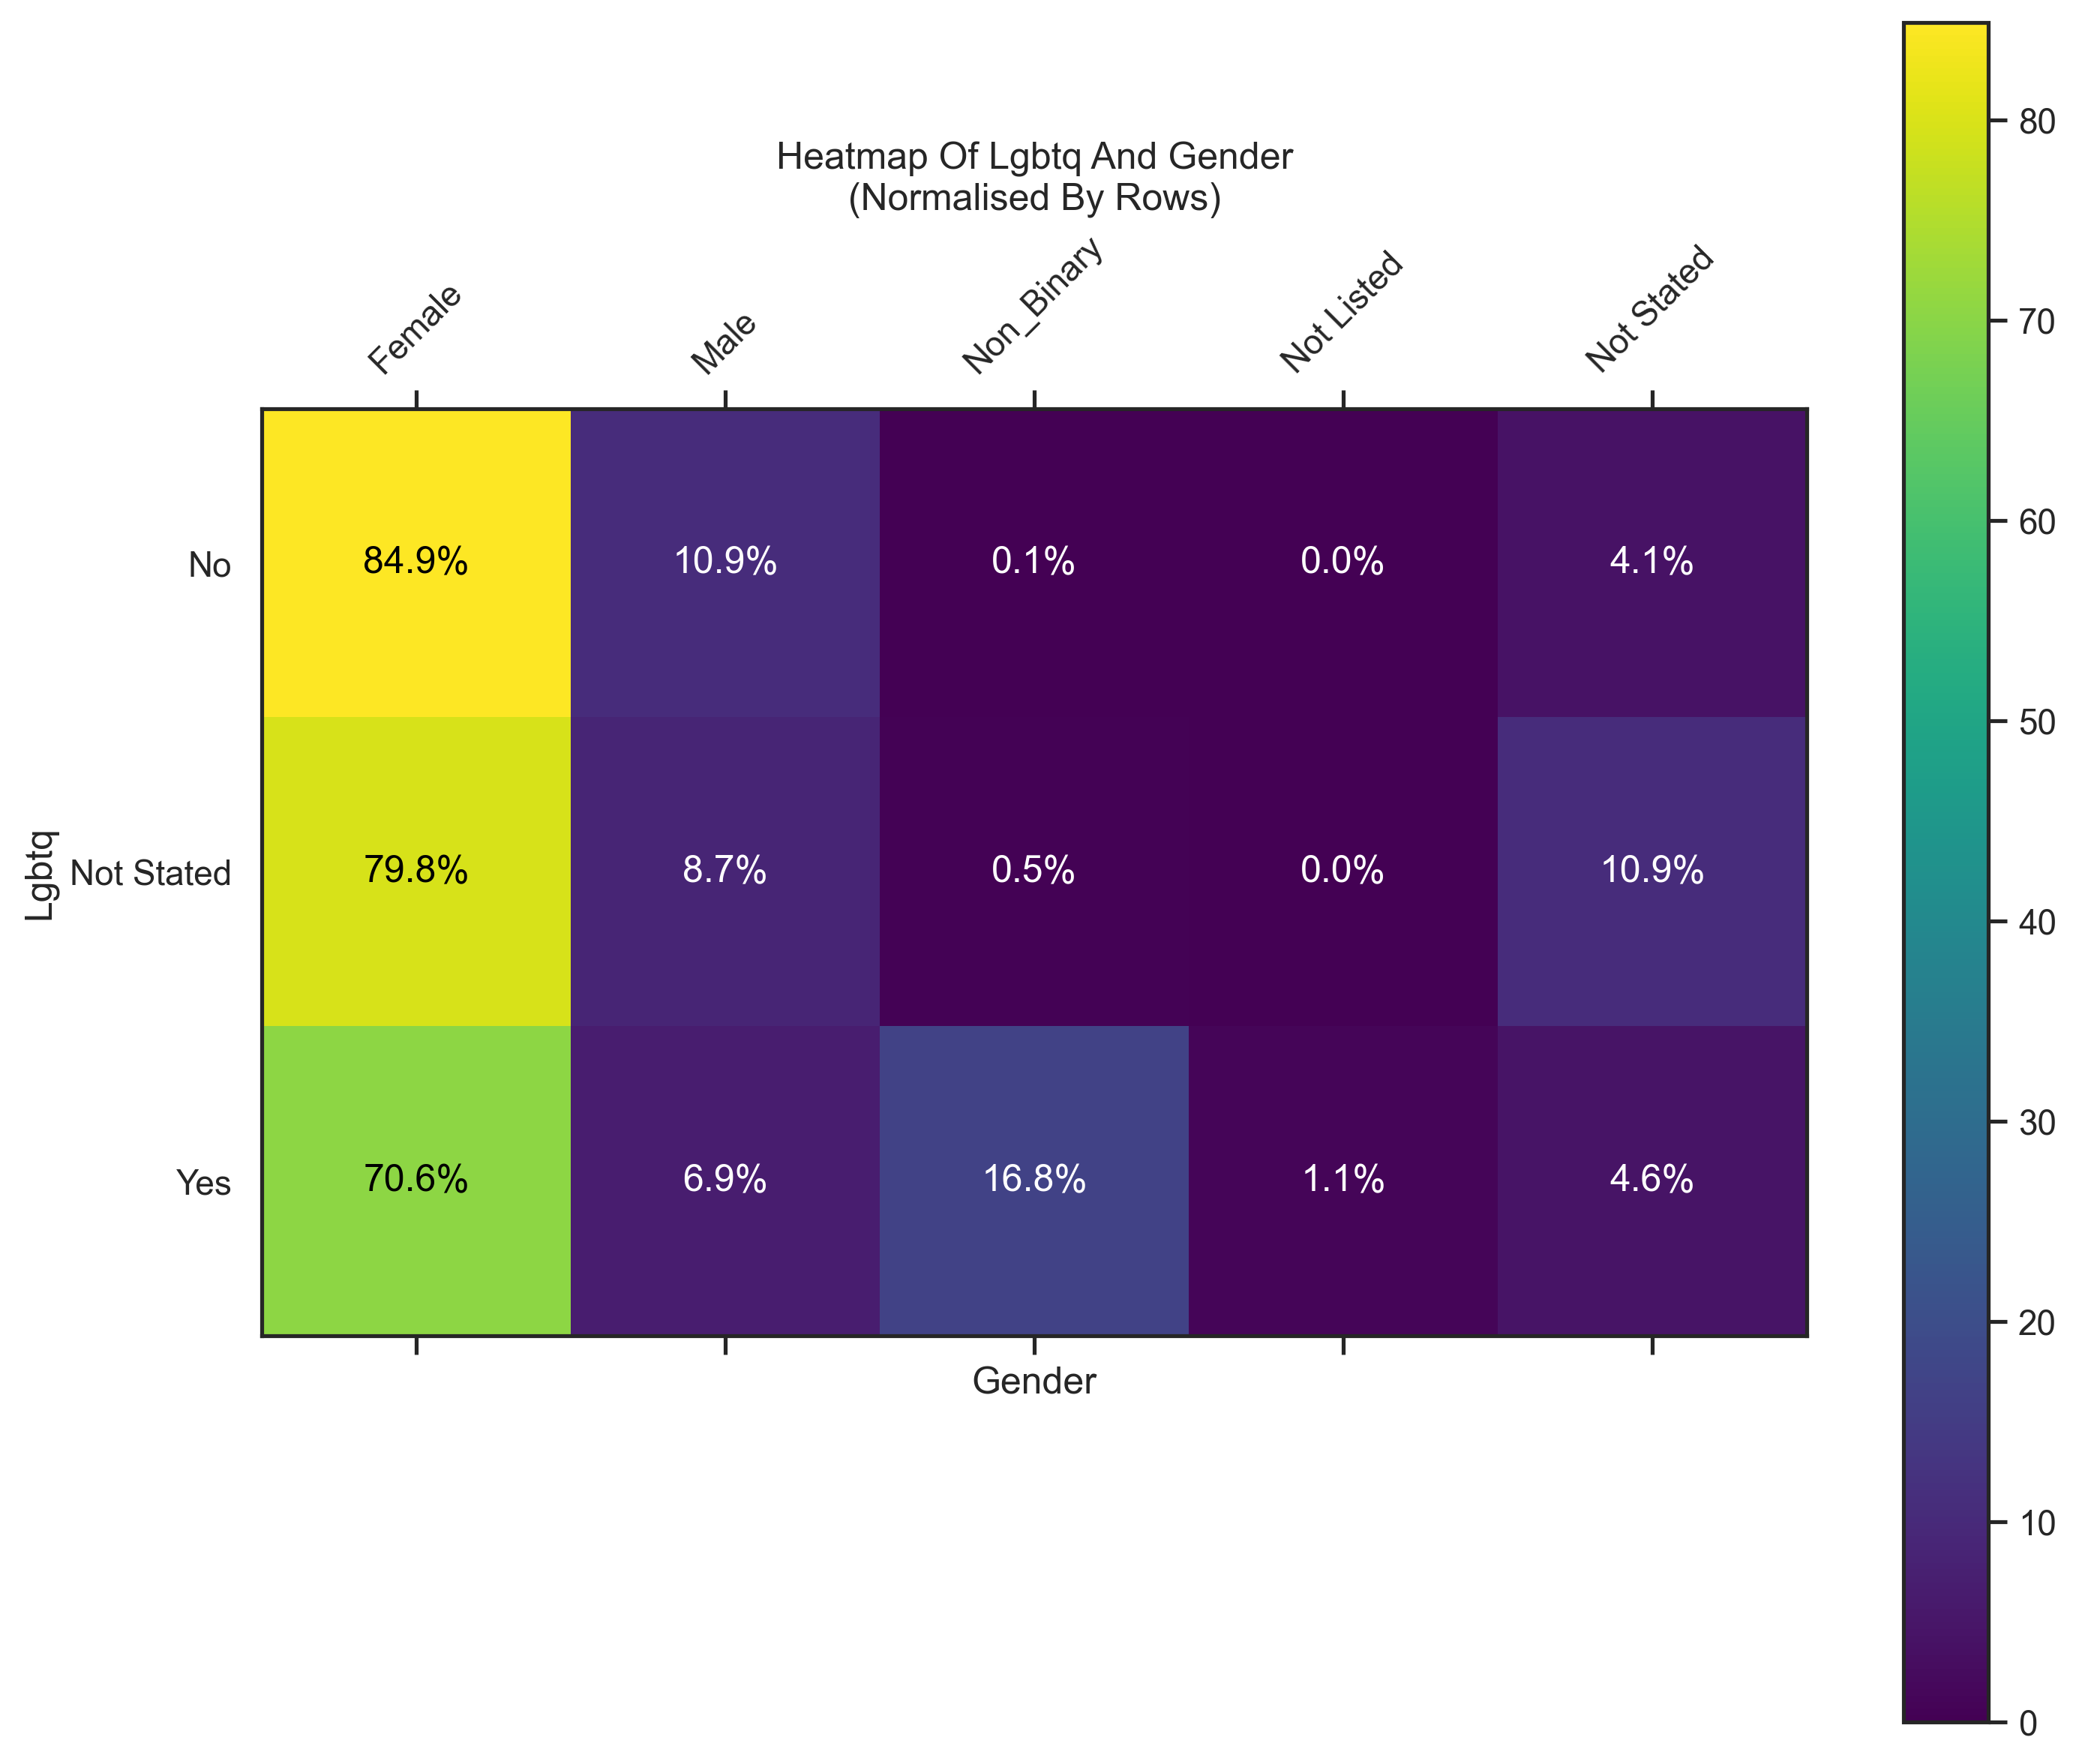 Heatmap Of Lgbtq And Gender
(Normalised By Rows)
Female
Male
Non_Binary
Not Listed
Not Stated
No
84.9%
10.9%
0.1%
0.0%
4.1%
Not Stated
79.8%
8.7%
0.5%
0.0%
10.9%
Yes
70.6%
6.9%
16.8%
1.1%
4.6%
Lgbtq
Gender
80
70
60
50
40
30
20
10
0